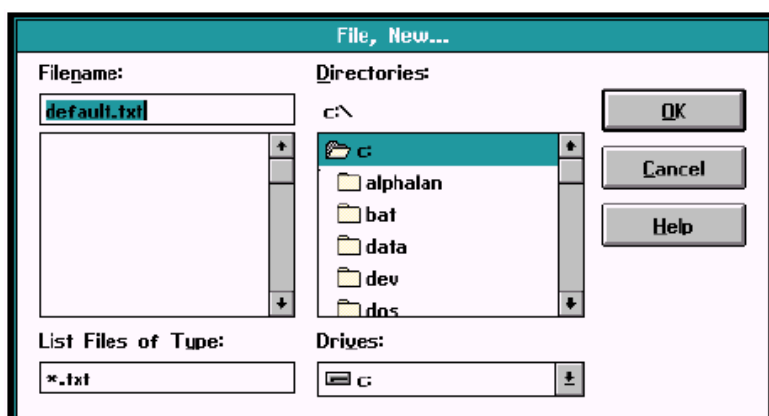 File, New...
Filename:
default.txt
Directories:
c:\
c:
alphalan
bat
data
dev
dos
OK
Cancel
Help
List Files of Type:
*.txt
Drives:
c: